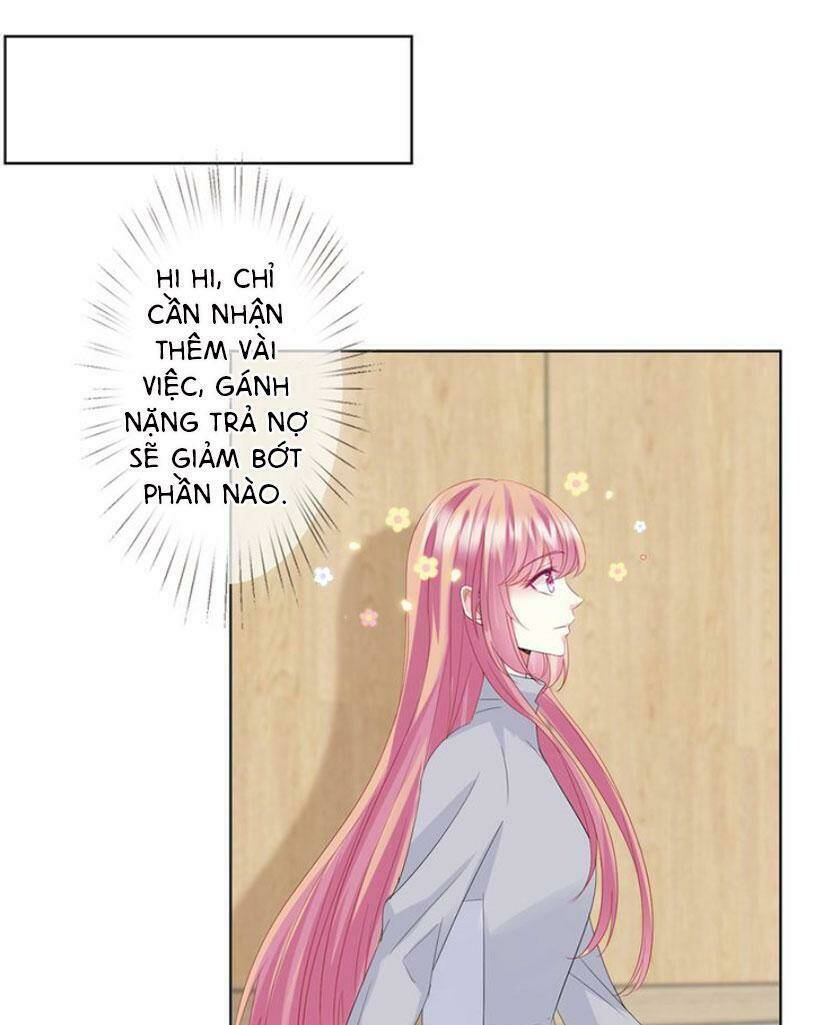 HI HI, CHỈ
CẦN NHẬN
THÊM VÀI
VIỆC, GÁNH
NẶNG TRẢ NỢ
SẼ GIẢM BỚT
PHẦN NÀO.